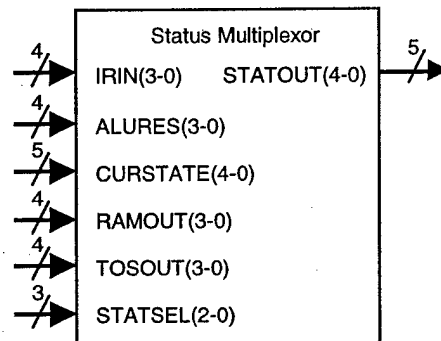 Status Multiplexor
4 IRIN(3-0) STATOUT(4-0) 5
4 ALURES(3-0)
5 CURSTATE(4-0)
4 RAMOUT(3-0)
4 TOSOUT(3-0)
3 STATSEL(2-0)